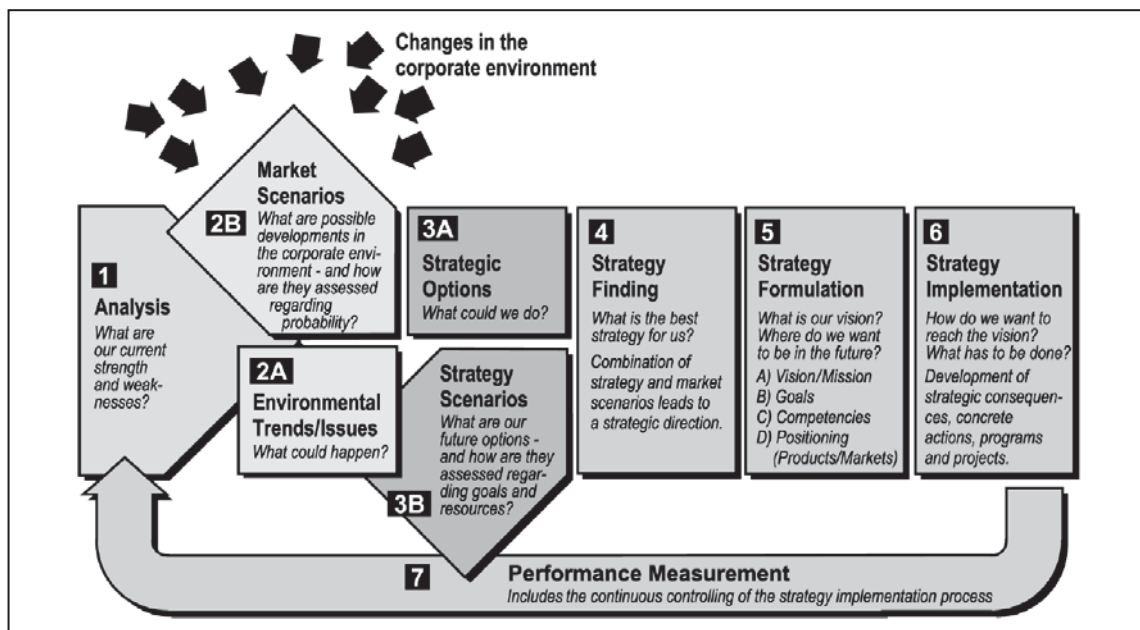 Changes in the
corporate environment
1
Analysis
What are
our current
strength
and weak-
nesses?
2B
Market
Scenarios
What are possible
developments in
the corporate envi-
ronment - and how
are they assessed
regarding
probability?
2A
Environmental
Trends/Issues
What could happen?
3A
Strategic
Options
What could we do?
3B
Strategy
Scenarios
What are our
future options -
and how are they
assessed regar-
ding goals and
resources?
4
Strategy
Finding
What is the best
strategy for us?
Combination of
strategy and market
scenarios leads to
a strategic direction.
5
Strategy
Formulation
What is our vision?
Where do we want
to be in the future?
A) Vision/Mission
B) Goals
C) Competencies
D) Positioning
(Products/Markets)
6
Strategy
Implementation
How do we want to
reach the vision?
What has to be done?
Development of
strategic consequen-
ces, concrete
actions, programs
and projects.
7
Performance Measurement
Includes the continuous controlling of the strategy implementation process